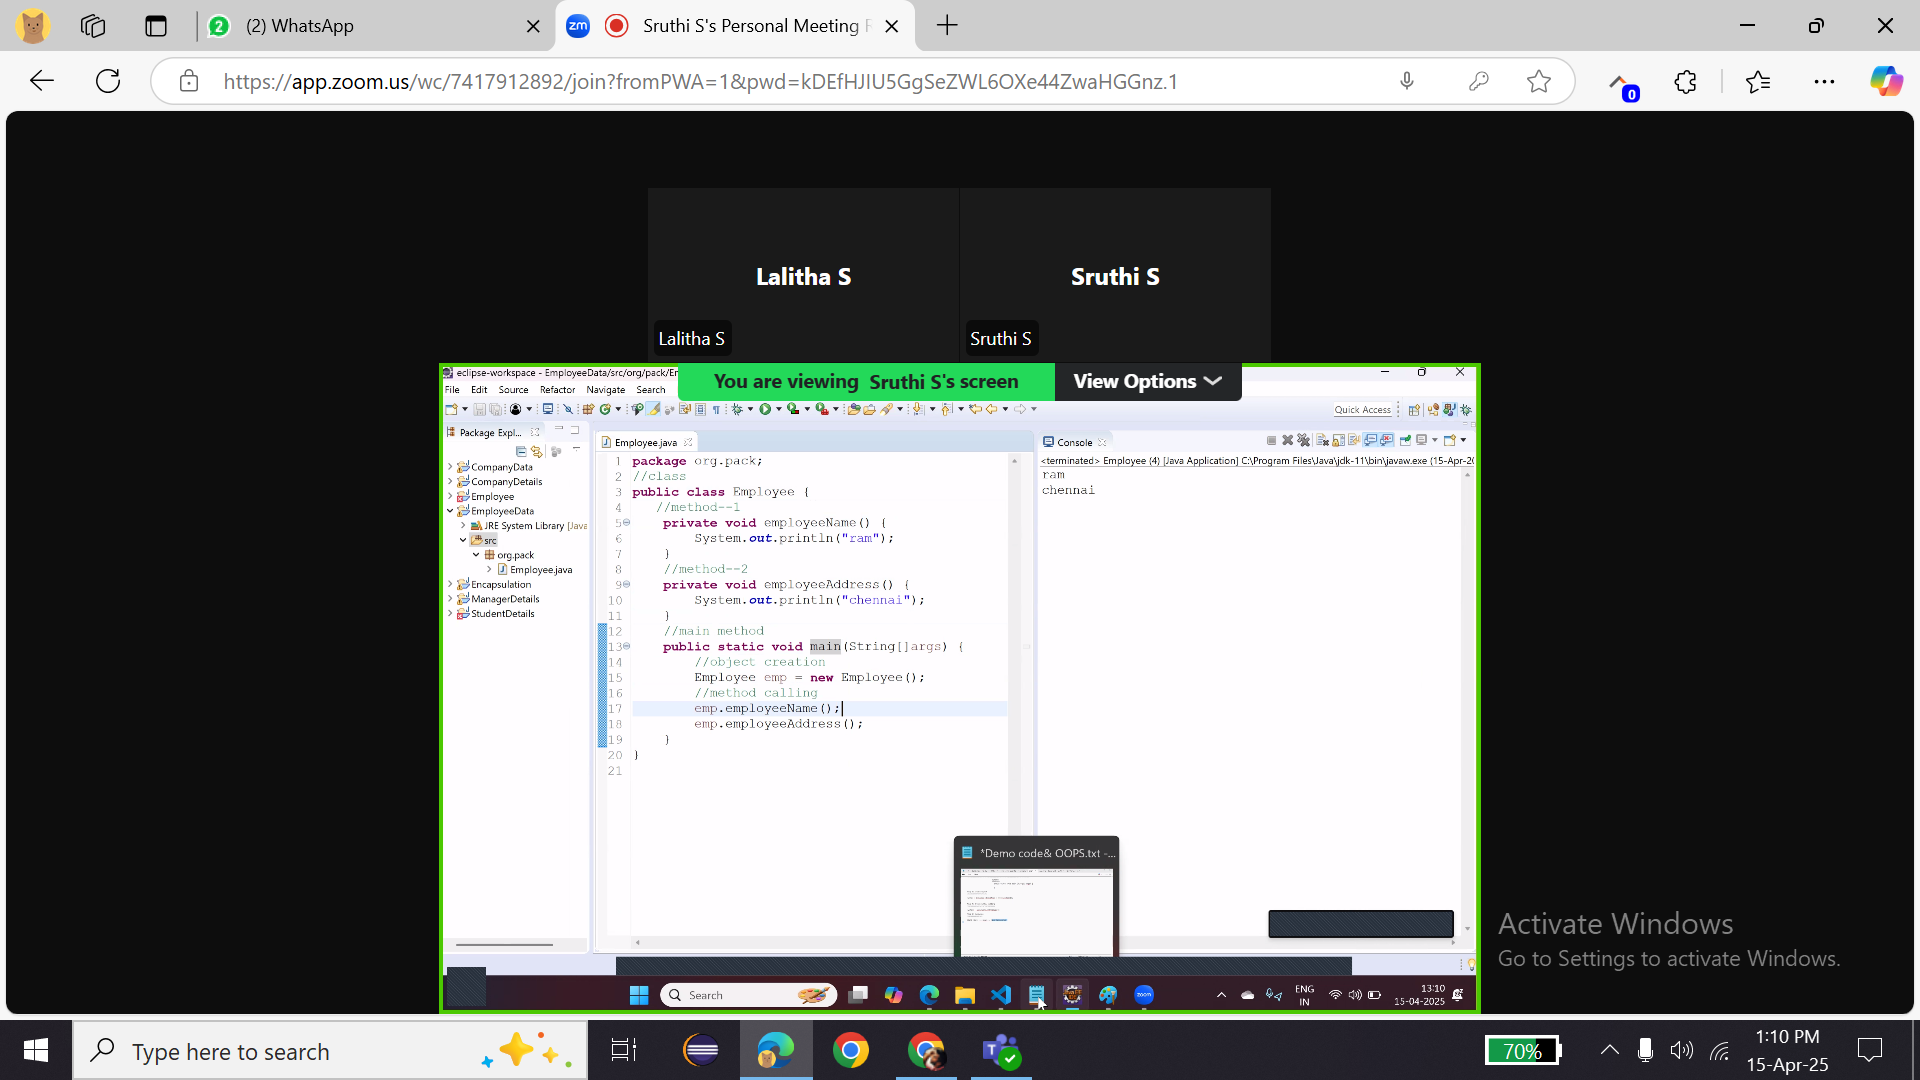 (2) WhatsApp
zm
Sruthi S's Personal Meeting R
https://app.zoom.us/wc/7417912892/join?fromPWA=1&pwd=kDEfHJIU5GgSeZWL6OXe44ZwaHGGnz.1
0
Lalitha S
Sruthi S
Lalitha S
Sruthi S
eclipse-workspace - EmployeeData/src/org/pack/Em
You are viewing Sruthi S's screen
View Options
File Edit Source Refactor Navigate Search
Quick Access
Package Expl...
Employee.java
Console
CompanyData
CompanyDetails
Employee
EmployeeData
JRE System Library [Java
src
org.pack
Employee.java
Encapsulation
ManagerDetails
StudentDetails
1 package org.pack;
2 //class
3 public class Employee {
4 //method--1
5 private void employeeName() {
6 System.out.println("ram");
7 }
8 //method--2
9 private void employeeAddress() {
10 System.out.println("chennai");
11 }
12 //main method
13 public static void main(String[]args) {
14 //object creation
15 Employee emp = new Employee();
16 //method calling
17 emp.employeeName();
18 emp.employeeAddress();
19 }
20 }
21
<terminated> Employee (4) [Java Application] C:\Program Files\Java\jdk-11\bin\javaw.exe (15-Apr-20
ram
chennai
*Demo code& OOPS.txt -...
Search
zoom
ENG
IN
13:10
15-04-2025
Activate Windows
Go to Settings to activate Windows.
Type here to search
70%
1:10 PM
15-Apr-25